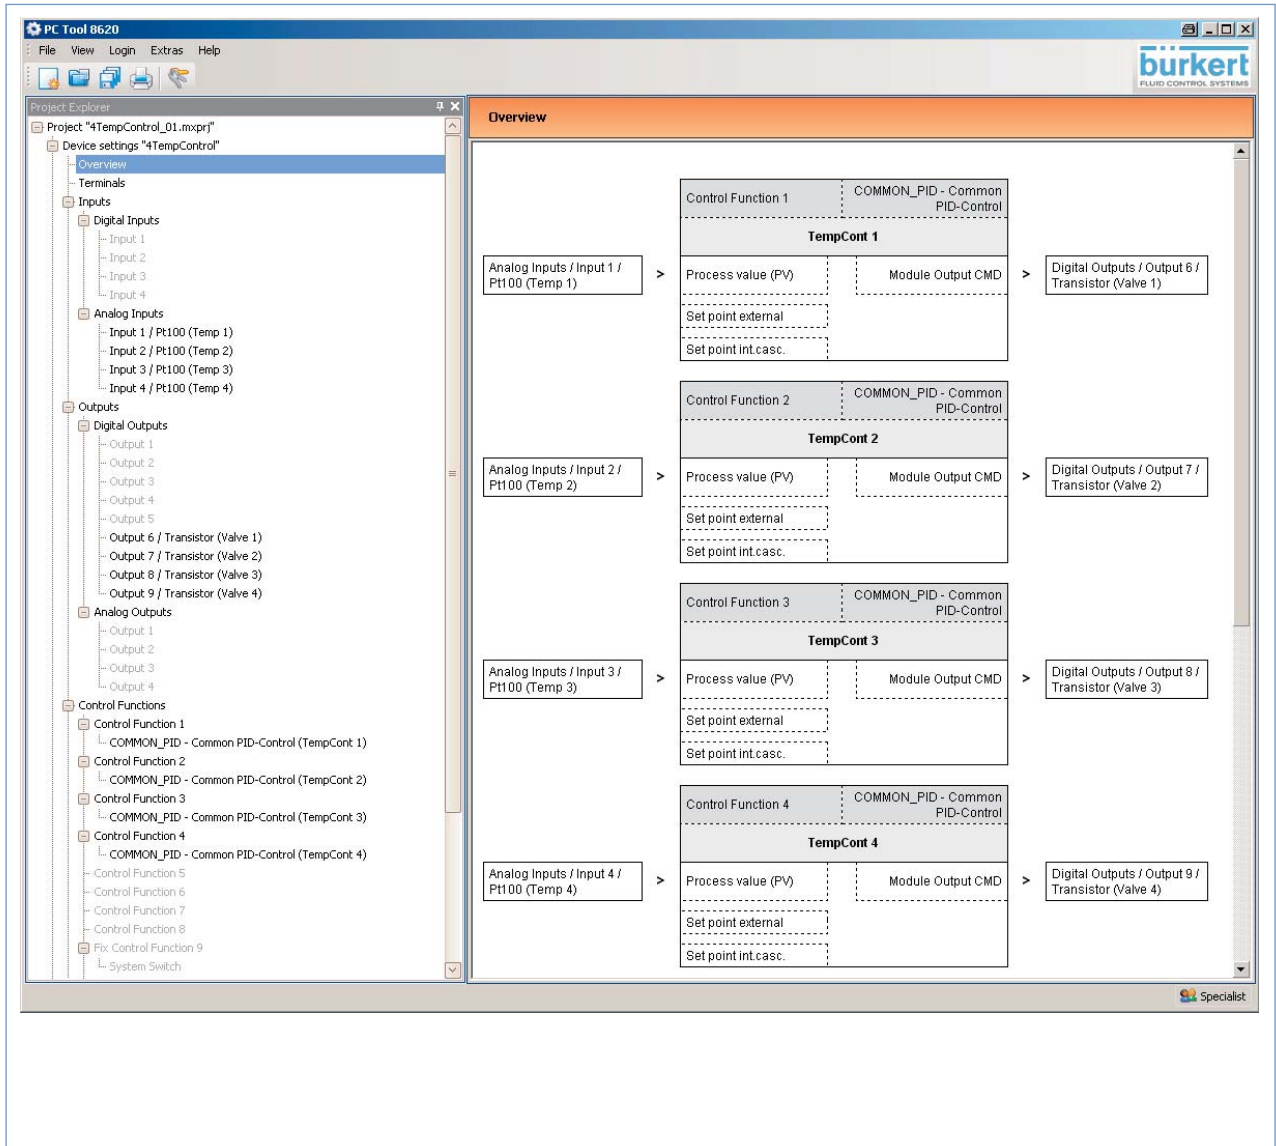 PC Tool 8620
File View Login Extras Help
bürkert
FLUID CONTROL SYSTEMS
Project Explorer
Project "4TempControl_01.mxprj"
Device settings "4TempControl"
Overview
Terminals
Inputs
Digital Inputs
Input 1
Input 2
Input 3
Input 4
Analog Inputs
Input 1 / Pt100 (Temp 1)
Input 2 / Pt100 (Temp 2)
Input 3 / Pt100 (Temp 3)
Input 4 / Pt100 (Temp 4)
Outputs
Digital Outputs
Output 1
Output 2
Output 3
Output 4
Output 5
Output 6 / Transistor (Valve 1)
Output 7 / Transistor (Valve 2)
Output 8 / Transistor (Valve 3)
Output 9 / Transistor (Valve 4)
Analog Outputs
Output 1
Output 2
Output 3
Output 4
Control Functions
Control Function 1
COMMON_PID - Common PID-Control (TempCont 1)
Control Function 2
COMMON_PID - Common PID-Control (TempCont 2)
Control Function 3
COMMON_PID - Common PID-Control (TempCont 3)
Control Function 4
COMMON_PID - Common PID-Control (TempCont 4)
Control Function 5
Control Function 6
Control Function 7
Control Function 8
Fix Control Function 9
System Switch
Overview
Control Function 1
COMMON_PID - Common
PID-Control
TempCont 1
Analog Inputs / Input 1 /
Pt100 (Temp 1)
>
Process value (PV)
Module Output CMD
>
Digital Outputs / Output 6 /
Transistor (Valve 1)
Set point external
Set point int.casc.
Control Function 2
COMMON_PID - Common
PID-Control
TempCont 2
Analog Inputs / Input 2 /
Pt100 (Temp 2)
>
Process value (PV)
Module Output CMD
>
Digital Outputs / Output 7 /
Transistor (Valve 2)
Set point external
Set point int.casc.
Control Function 3
COMMON_PID - Common
PID-Control
TempCont 3
Analog Inputs / Input 3 /
Pt100 (Temp 3)
>
Process value (PV)
Module Output CMD
>
Digital Outputs / Output 8 /
Transistor (Valve 3)
Set point external
Set point int.casc.
Control Function 4
COMMON_PID - Common
PID-Control
TempCont 4
Analog Inputs / Input 4 /
Pt100 (Temp 4)
>
Process value (PV)
Module Output CMD
>
Digital Outputs / Output 9 /
Transistor (Valve 4)
Set point external
Set point int.casc.
Specialist